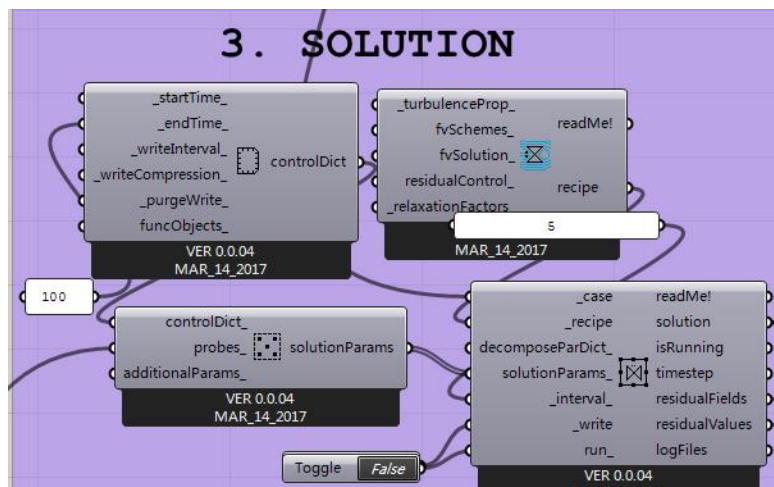 3. SOLUTION
_startTime_
_endTime_
_writeInterval_
_writeCompression_
_purgeWrite_
funcObjects_
controlDict
VER 0.0.04
MAR_14_2017
_turbulenceProp_
fvSchemes_
fvSolution_
residualControl_
_relaxationFactors
readMe!
recipe
5
MAR_14_2017
100
controlDict_
probes_
additionalParams_
solutionParams
VER 0.0.04
MAR_14_2017
_case
_recipe
decomposeParDict_
solutionParams_
_interval_
_write
run_
readMe!
solution
isRunning
timestep
residualFields
residualValues
logFiles
VER 0.0.04
Toggle False